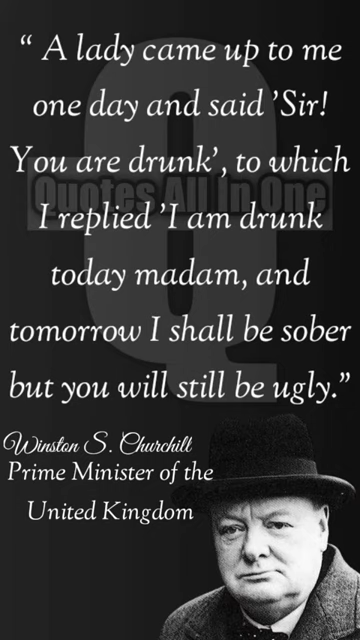 “ A lady came up to me
one day and said 'Sir!
You are drunk', to which
Quotes All In One
I replied 'I am drunk
today madam, and
tomorrow I shall be sober
but you will still be ugly.”
Winston S. Churchill
Prime Minister of the
United Kingdom